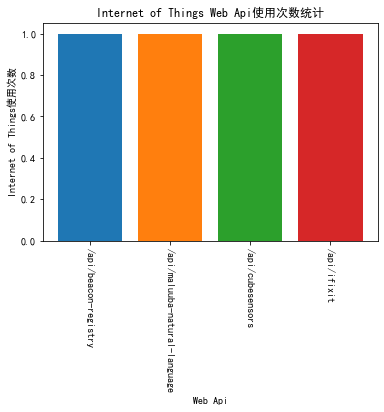 Internet of Things Web Api使用次数统计
Internet of Things使用次数
1.0
0.8
0.6
0.4
0.2
0.0
/api/beacon-registry
/api/maluuba-natural-language
/api/cubesensors
/api/ifixit
Web Api